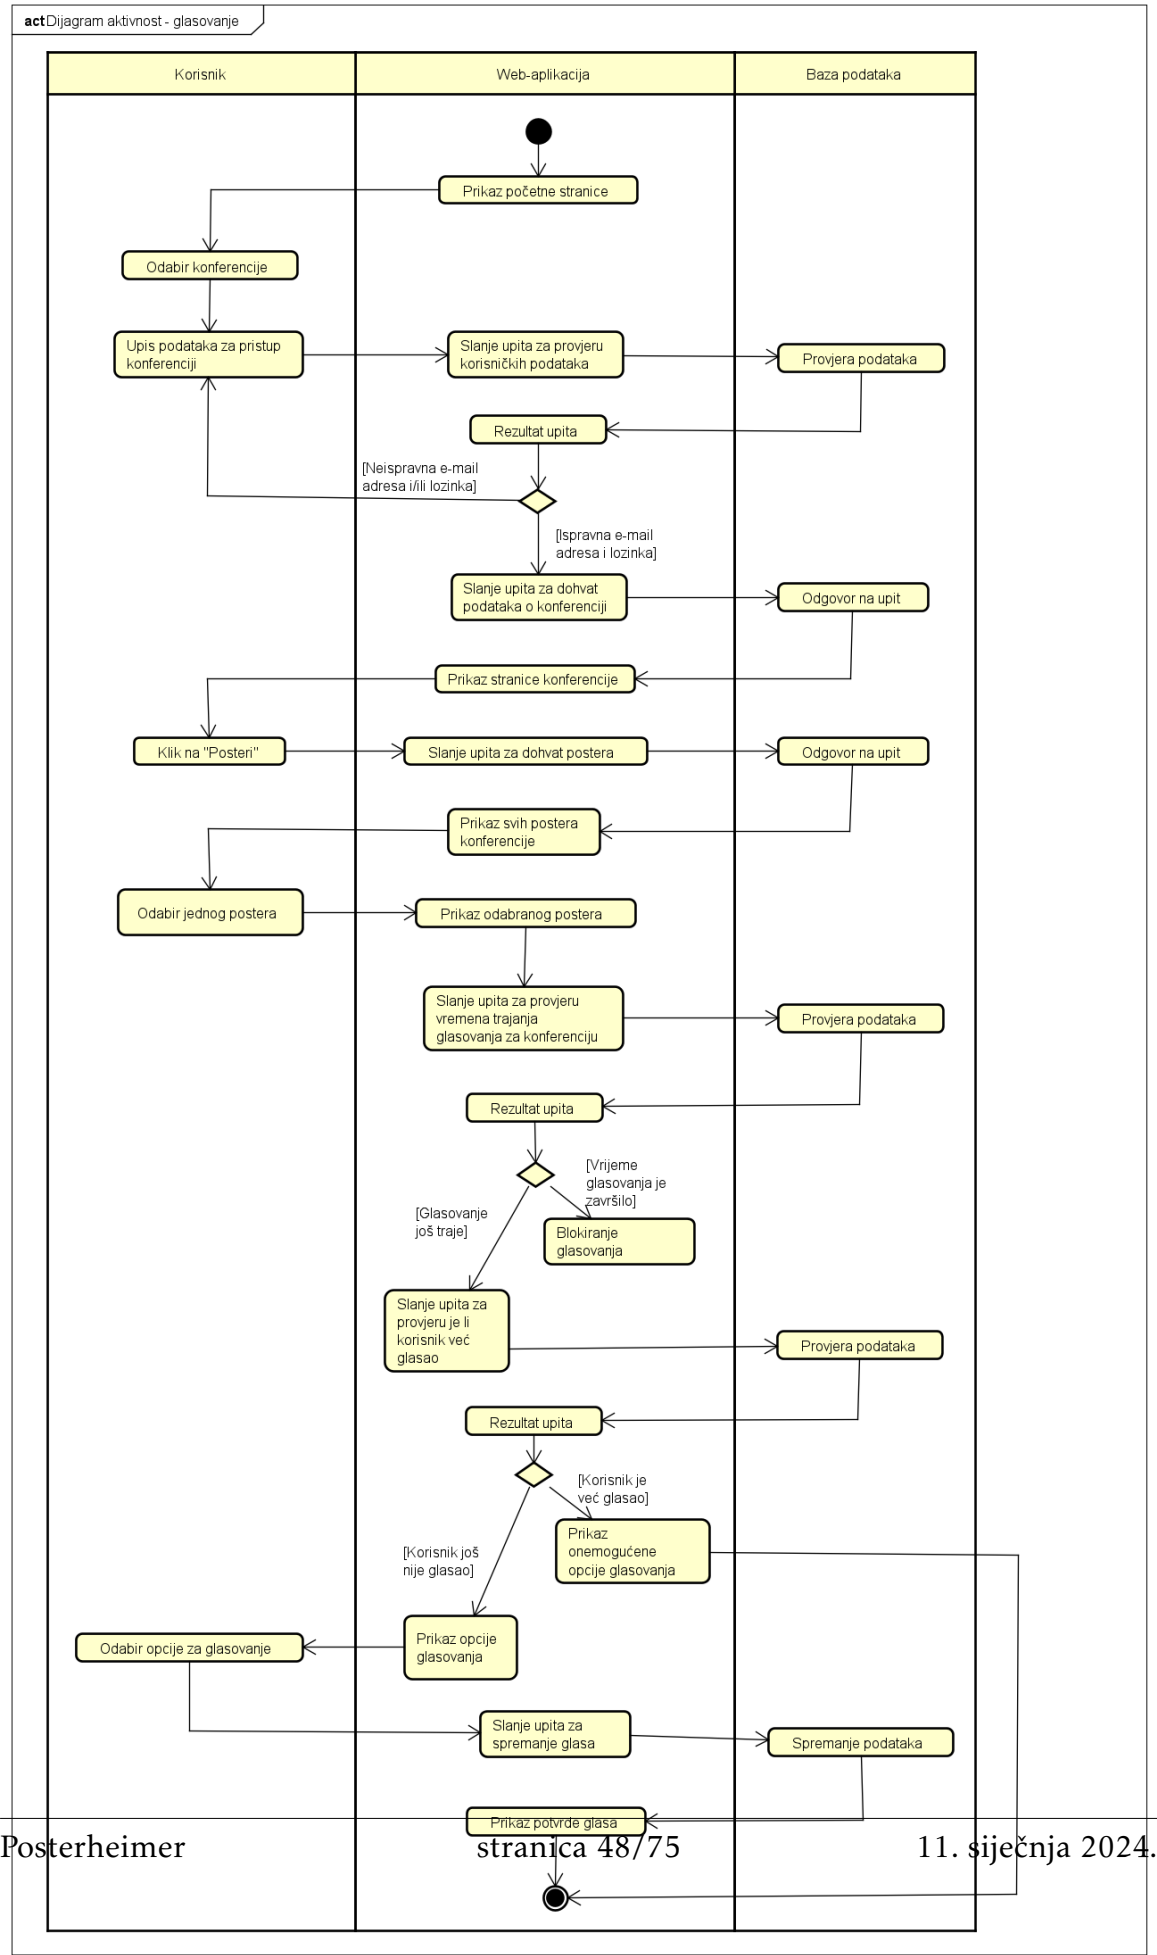 act Dijagram aktivnost - glasovanje
Korisnik
Web-aplikacija
Baza podataka
Prikaz početne stranice
Odabir konferencije
Upis podataka za pristup
konferenciji
Slanje upita za provjeru
korisničkih podataka
Provjera podataka
Rezultat upita
[Neispravna e-mail
adresa i/ili lozinka]
[Ispravna e-mail
adresa i lozinka]
Slanje upita za dohvat
podataka o konferenciji
Odgovor na upit
Prikaz stranice konferencije
Klik na "Posteri"
Slanje upita za dohvat postera
Odgovor na upit
Prikaz svih postera
konferencije
Odabir jednog postera
Prikaz odabranog postera
Slanje upita za provjeru
vremena trajanja
glasovanja za konferenciju
Provjera podataka
Rezultat upita
[Vrijeme
glasovanja je
završilo]
[Glasovanje
još traje]
Blokiranje
glasovanja
Slanje upita za
provjeru je li
korisnik već
glasao
Provjera podataka
Rezultat upita
[Korisnik je
već glasao]
[Korisnik još
nije glasao]
Prikaz
onemogućene
opcije glasovanja
Prikaz opcije
glasovanja
Odabir opcije za glasovanje
Slanje upita za
spremanje glasa
Spremanje podataka
Prikaz potvrde glasa
Posterheimer
stranica 48/75
11. siječnja 2024.